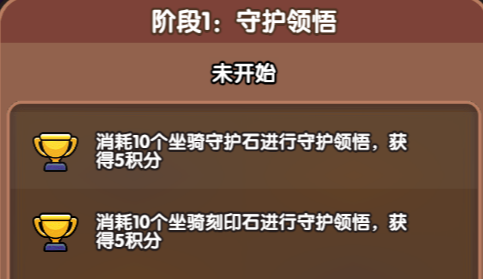 阶段1：守护领悟
未开始
消耗10个坐骑守护石进行守护领悟，获
得5积分
消耗10个坐骑刻印石进行守护领悟，获
得5积分